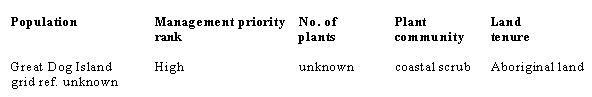 Population Management priority No. of Plant Land
rank plants community tenure
Great Dog Island High unknown coastal scrub Aboriginal land
grid ref. unknown